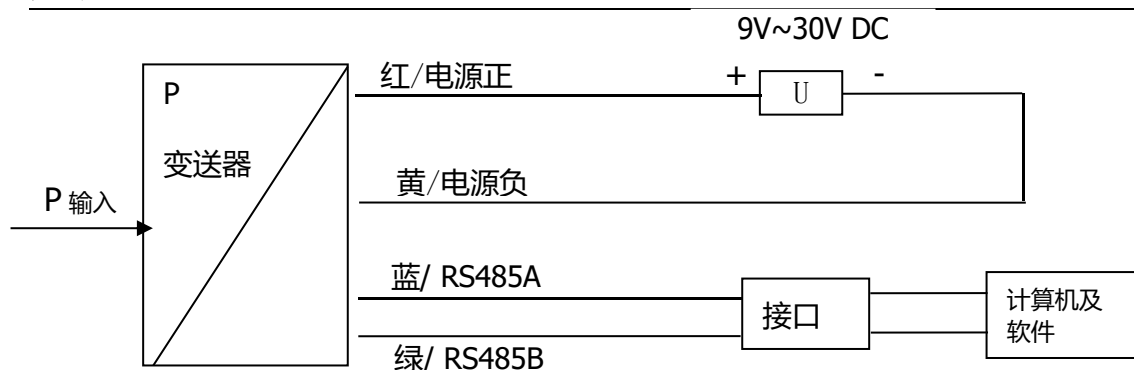 9V~30V DC
红/电源正
+
U
-
P
变送器
黄/电源负
P 输入
蓝/ RS485A
接口
计算机及
软件
绿/ RS485B